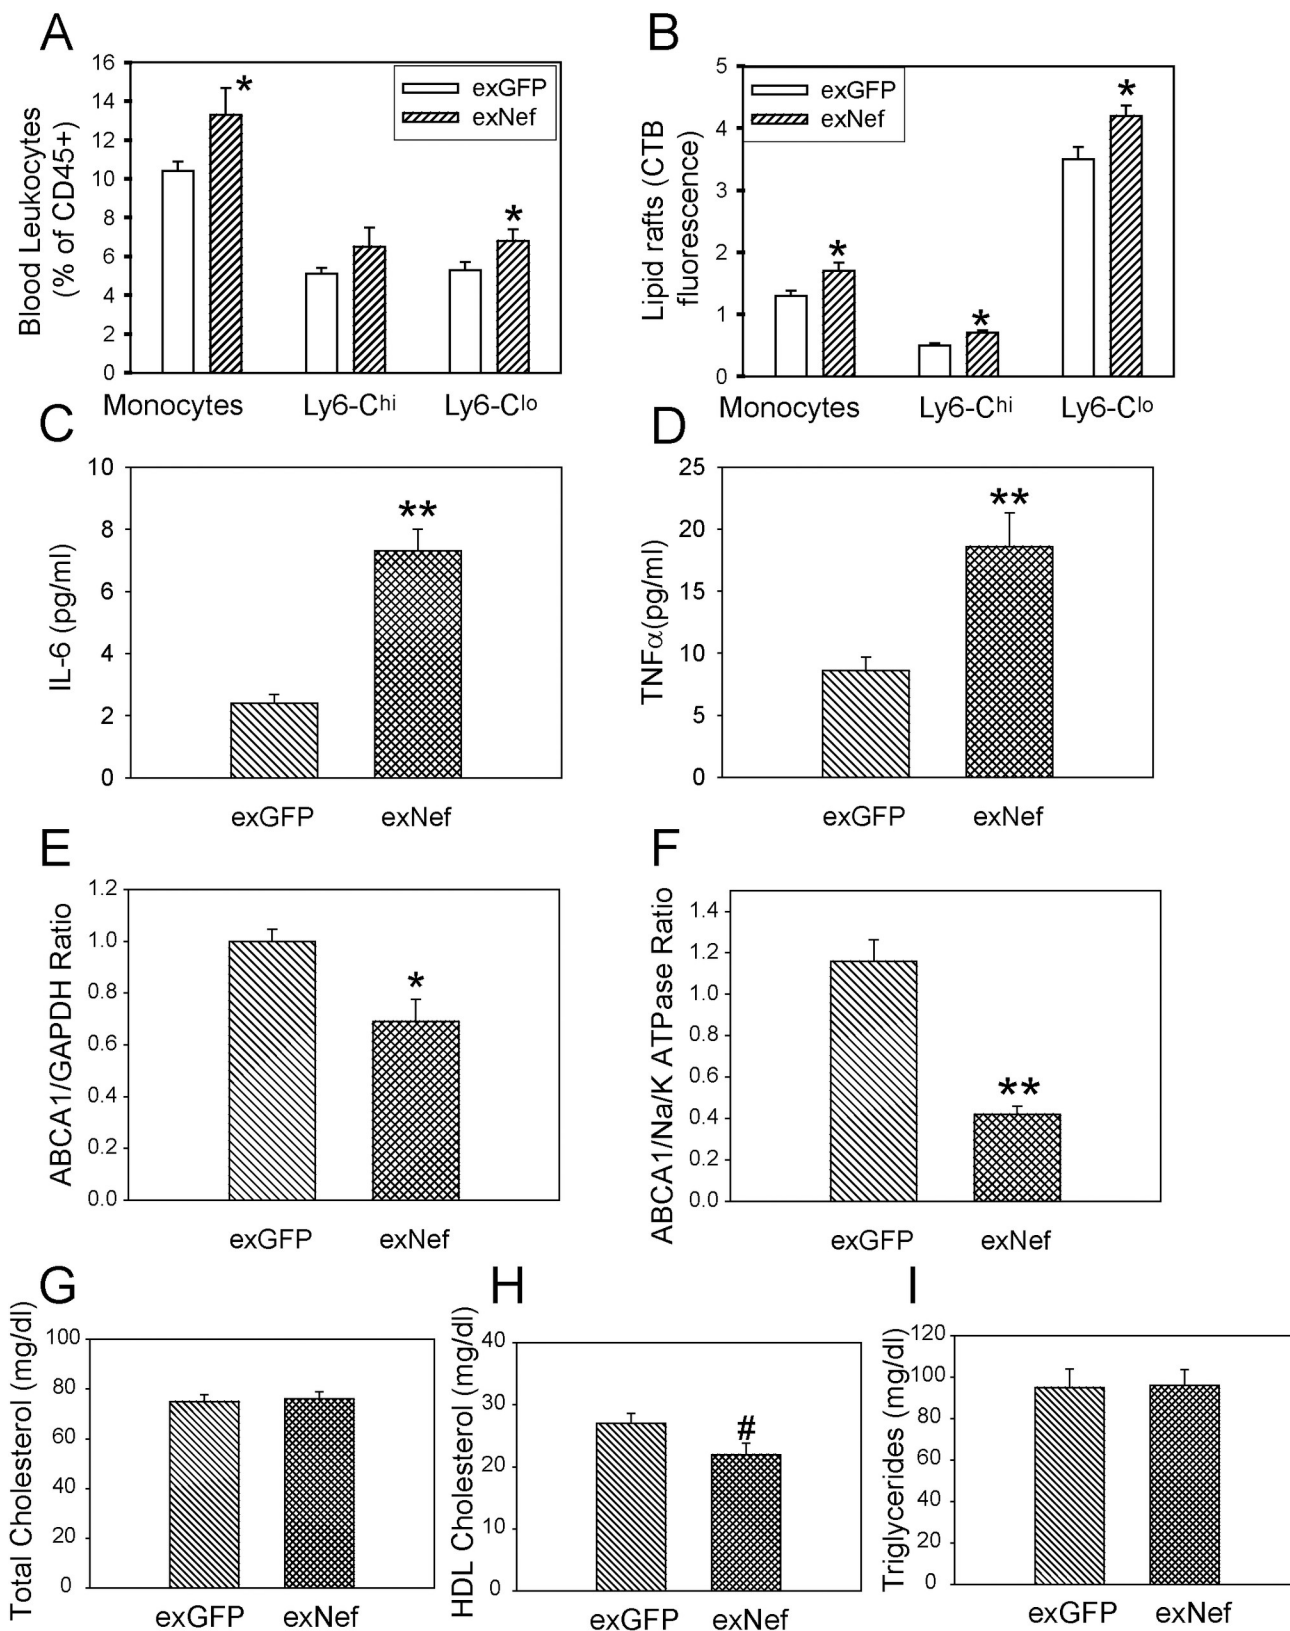 A
Blood Leukocytes
(% of CD45+)
16
14
12
10
8
6
4
2
0
exGFP
exNef
*
*
Monocytes Ly6-Chi Ly6-Clo
B
Lipid rafts (CTB
fluorescence)
5
4
3
2
1
0
exGFP
exNef
*
*
*
Monocytes Ly6-Chi Ly6-Clo
C
IL-6 (pg/ml)
10
8
6
4
2
0
**
exGFP exNef
D
TNFα(pg/ml)
25
20
15
10
5
0
**
exGFP exNef
E
ABCA1/GAPDH Ratio
1.2
1.0
0.8
0.6
0.4
0.2
0.0
*
exGFP exNef
F
ABCA1/Na/K ATPase Ratio
1.4
1.2
1.0
0.8
0.6
0.4
0.2
0.0
**
exGFP exNef
G
Total Cholesterol (mg/dl)
100
80
60
40
20
0
exGFP exNef
H
HDL Cholesterol (mg/dl)
40
30
20
10
0
#
exGFP exNef
I
Triglycerides (mg/dl)
120
100
80
60
40
20
0
exGFP exNef